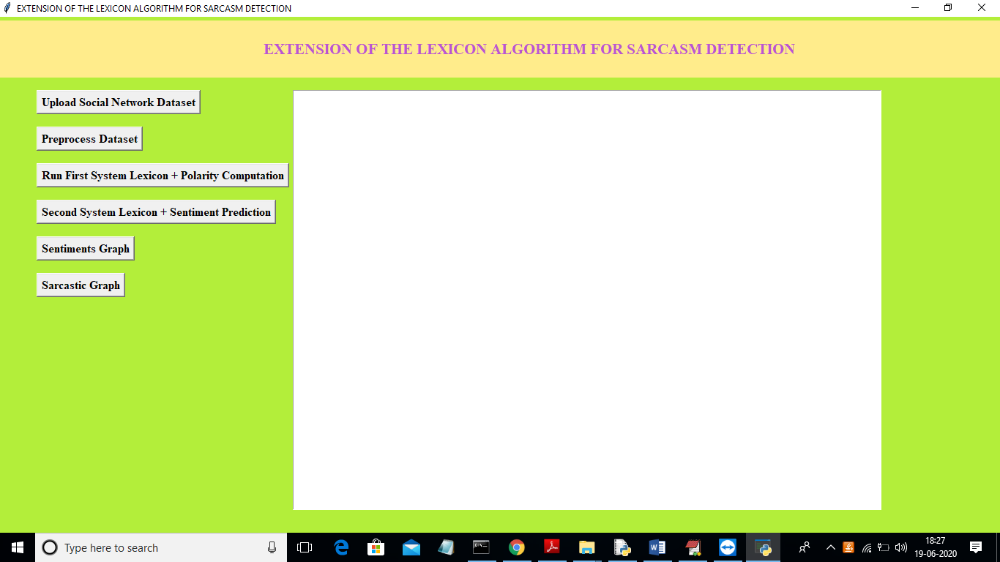 EXTENSION OF THE LEXICON ALGORITHM FOR SARCASM DETECTION
EXTENSION OF THE LEXICON ALGORITHM FOR SARCASM DETECTION
Upload Social Network Dataset
Preprocess Dataset
Run First System Lexicon + Polarity Computation
Second System Lexicon + Sentiment Prediction
Sentiments Graph
Sarcastic Graph
Type here to search
18:27
19-06-2020